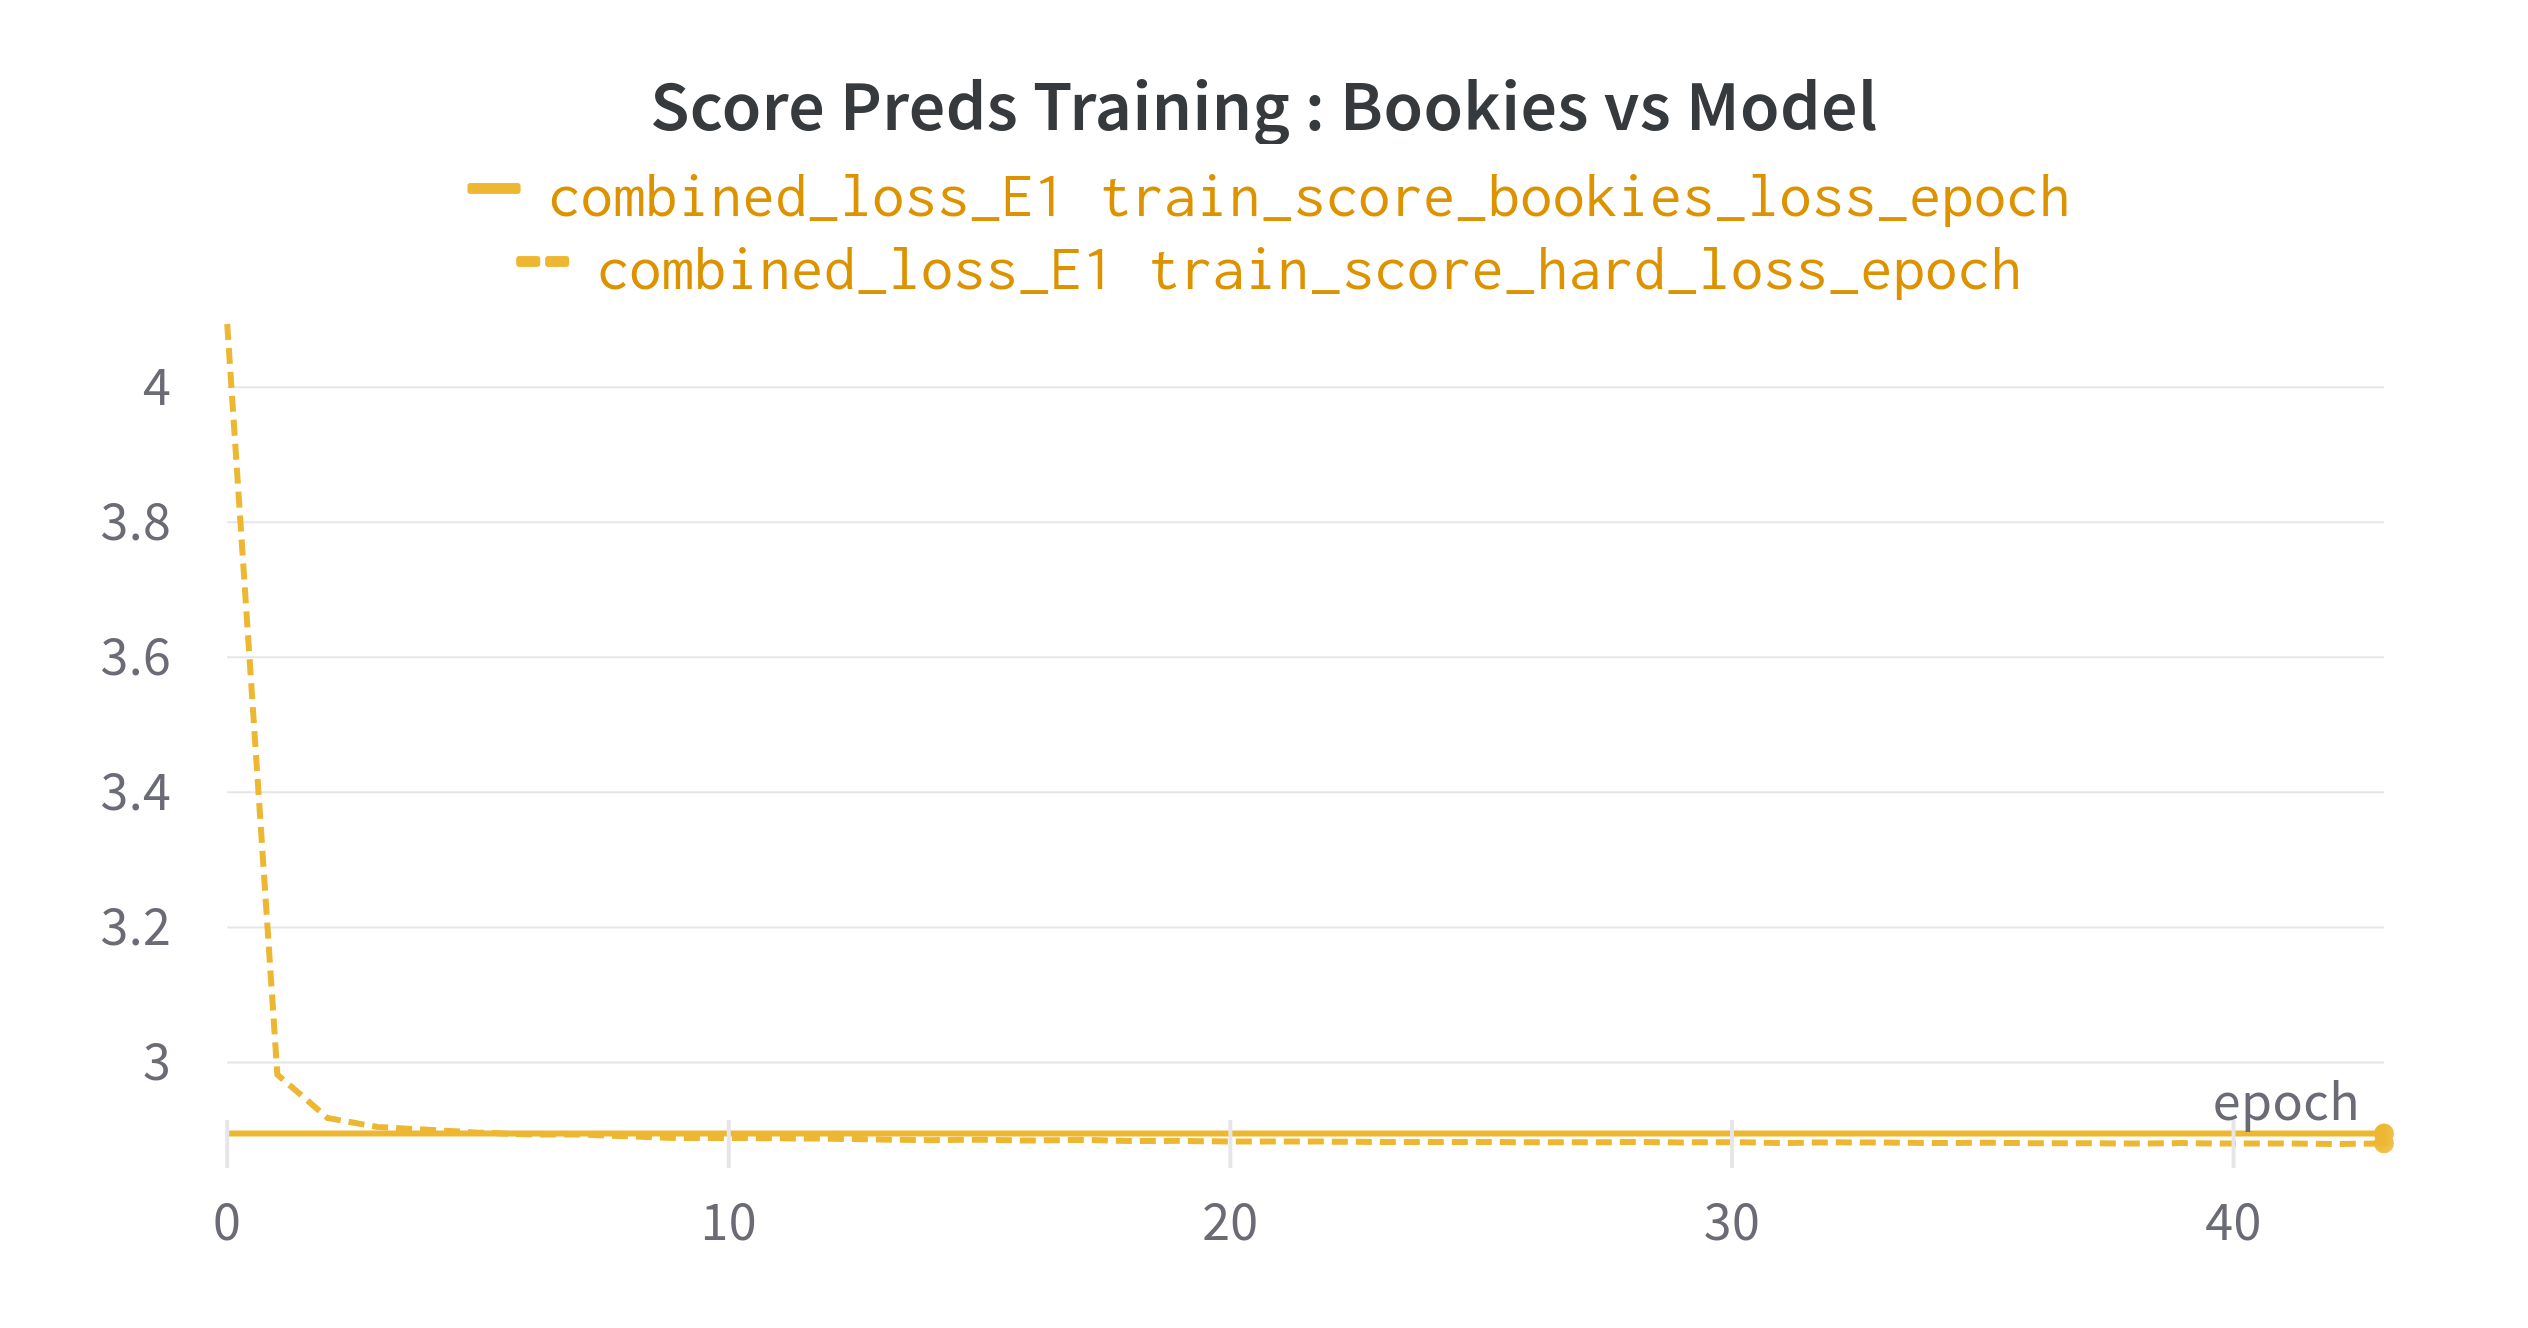 Score Preds Training : Bookies vs Model
combined_loss_E1 train_score_bookies_loss_epoch
combined_loss_E1 train_score_hard_loss_epoch
4
3.8
3.6
3.4
3.2
3
epoch
0 10 20 30 40